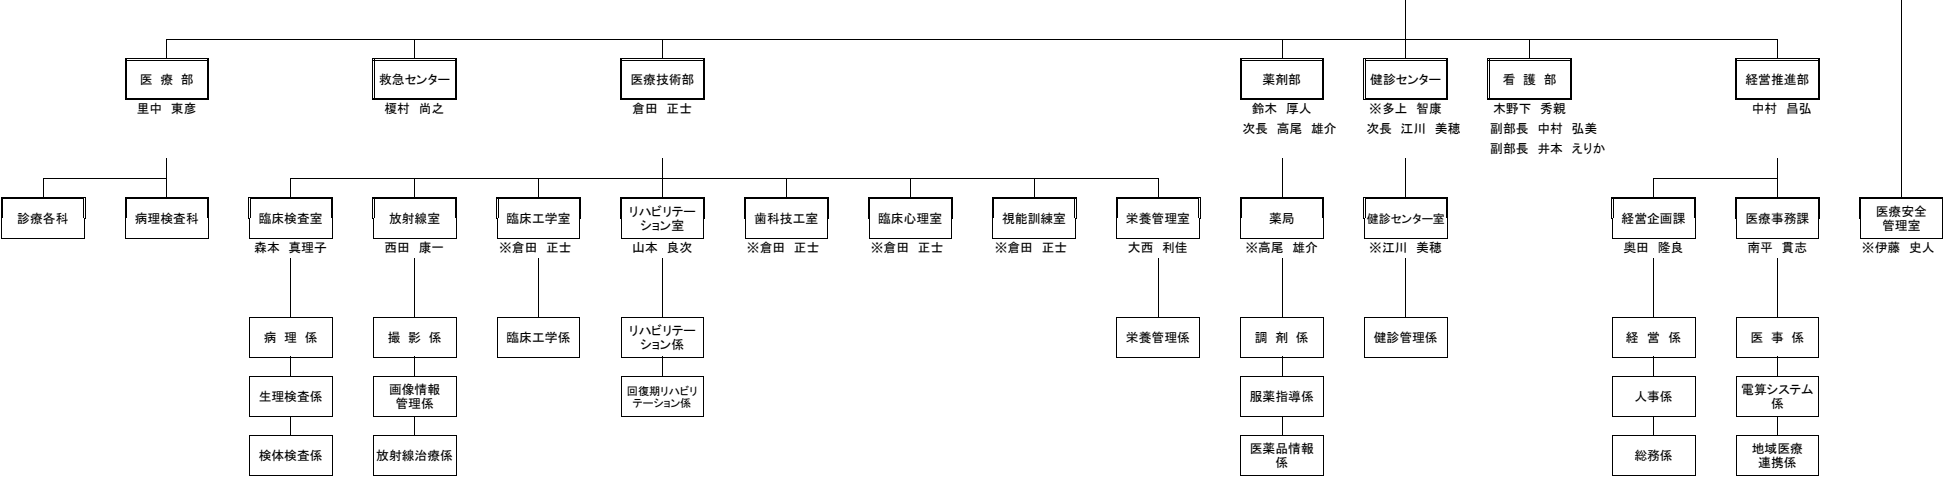 医　療　部
救急センター
医療技術部
薬剤部
健診センター
看　護　部
経営推進部
里中　東彦
榎村　尚之
倉田　正士
鈴木　厚人
※多上　智康
木野下　秀親
中村　昌弘
次長　高尾　雄介
次長　江川　美穂
副部長　中村　弘美
副部長　井本　えりか
診療各科
病理検査科
臨床検査室
放射線室
臨床工学室
リハビリテー
ション室
歯科技工室
臨床心理室
視能訓練室
栄養管理室
薬局
健診センター室
経営企画課
医療事務課
医療安全
管理室
森本　真理子
西田　康一
※倉田　正士
山本　良次
※倉田　正士
※倉田　正士
※倉田　正士
大西　利佳
※高尾　雄介
※江川　美穂
奥田　隆良
南平　貫志
※伊藤　史人
病　理　係
撮　影　係
臨床工学係
リハビリテー
ション係
栄養管理係
調　剤　係
健診管理係
経　営　係
医　事　係
生理検査係
画像情報
管理係
回復期リハビリ
テーション係
服薬指導係
人事係
電算システム
係
検体検査係
放射線治療係
医薬品情報
係
総務係
地域医療
連携係